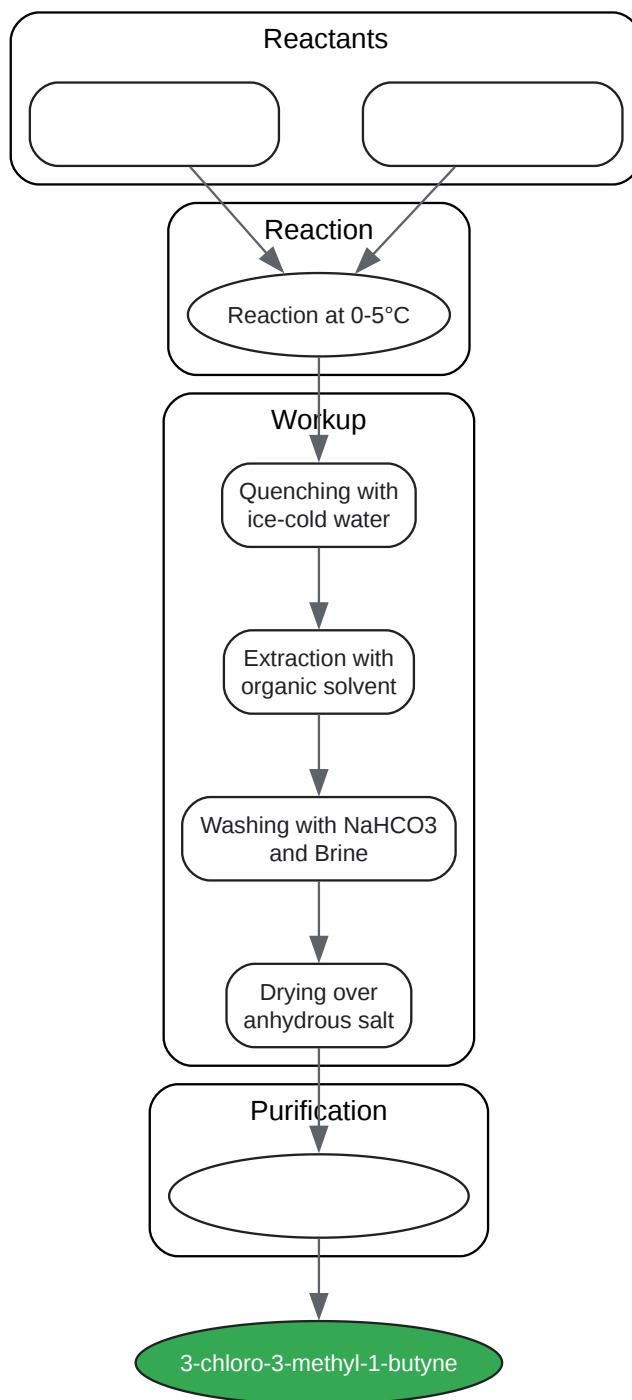 Reactants
Reaction
Reaction at 0-5°C
Workup
Quenching with
ice-cold water
Extraction with
organic solvent
Washing with NaHCO3
and Brine
Drying over
anhydrous salt
Purification
3-chloro-3-methyl-1-butyne